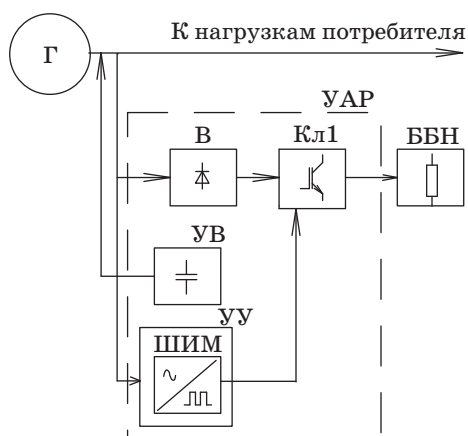 К нагрузкам потребителя
Г
УАР
В
Кл1
ББН
УВ
УУ
ШИМ